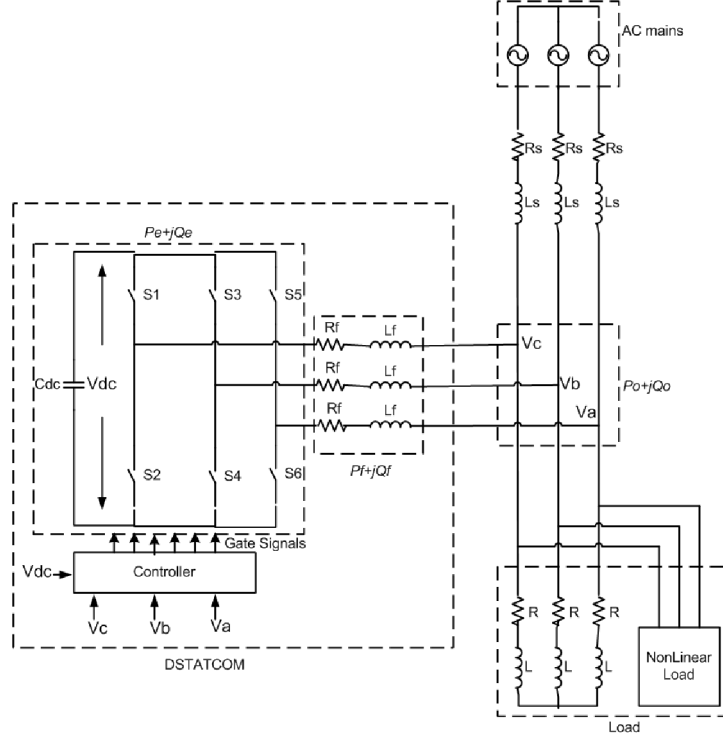 AC mains
Rs Rs Rs
Ls Ls Ls
Pe+jQe
S1 S3 S5
Rf Lf
Vc
Cdc Vdc
Rf Lf
Vb
Po+jQo
Rf Lf
Va
S2 S4 S6
Pf+jQf
Gate Signals
Vdc
Controller
Vc Vb Va
R R R
NonLinear
Load
L L L
DSTATCOM
Load